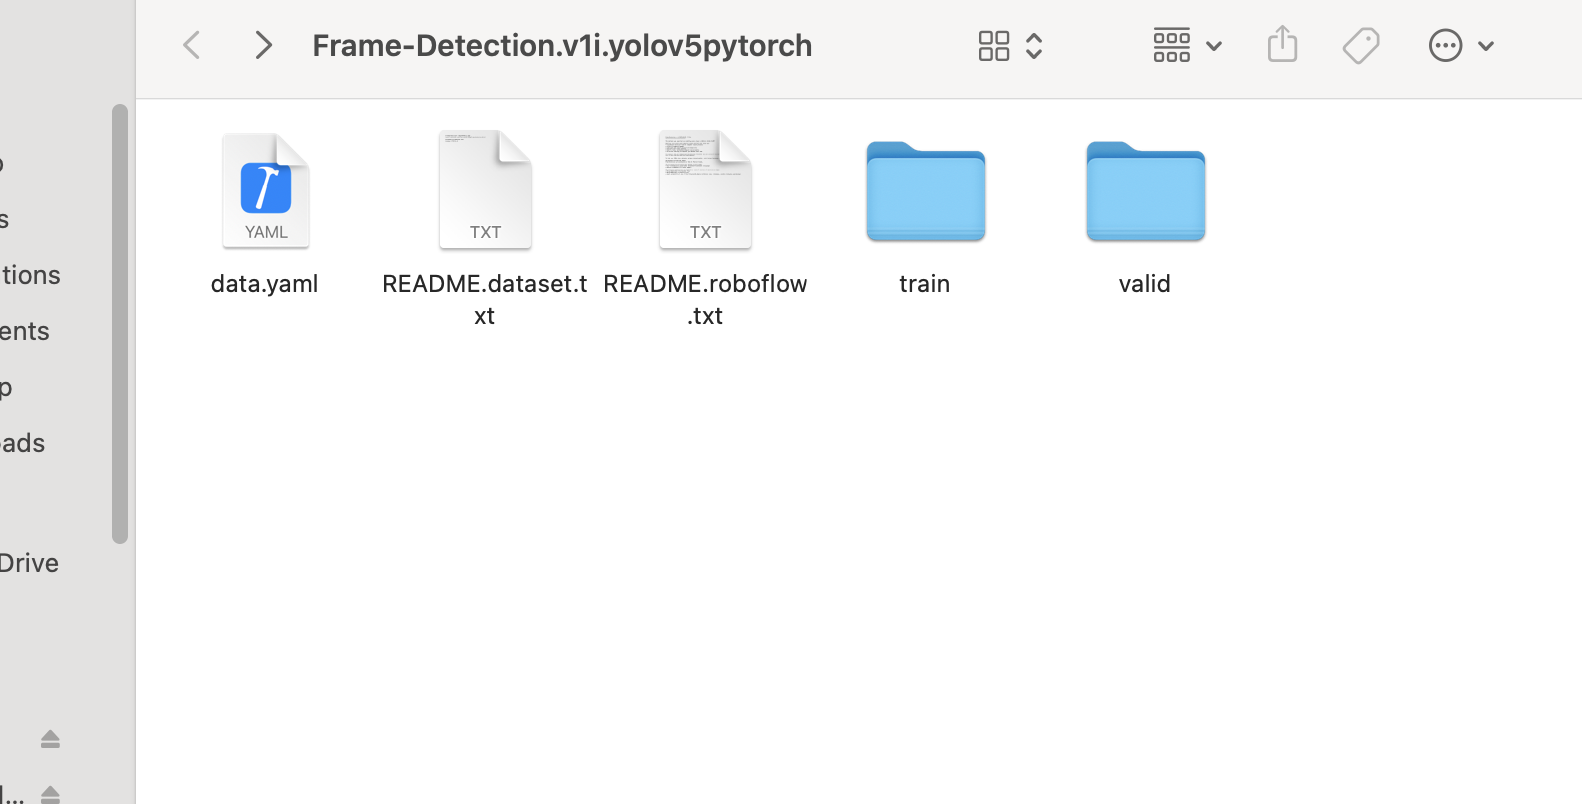 Frame-Detection.v1i.yolov5pytorch
YAML
TXT
TXT
data.yaml
README.dataset.t
xt
README.roboflow
.txt
train
valid
s
tions
ents
p
ads
Drive